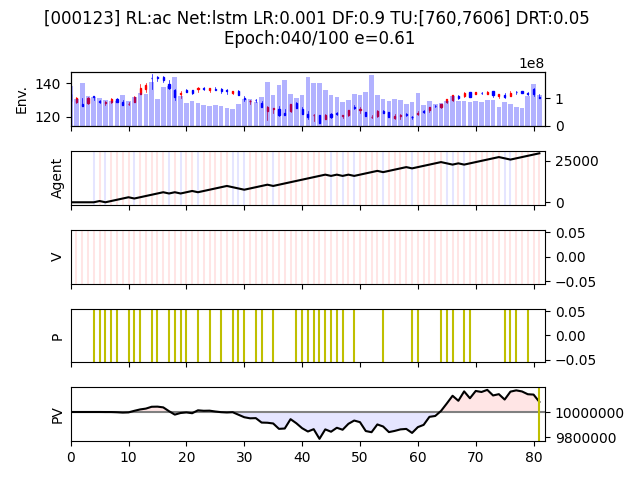 [000123] RL:ac Net:lstm LR:0.001 DF:0.9 TU:[760,7606] DRT:0.05
Epoch:040/100 e=0.61
1e8
Env.
140
120
1
0
Agent
25000
0
V
0.05
0.00
−0.05
P
0.05
0.00
−0.05
PV
10000000
9800000
0 10 20 30 40 50 60 70 80